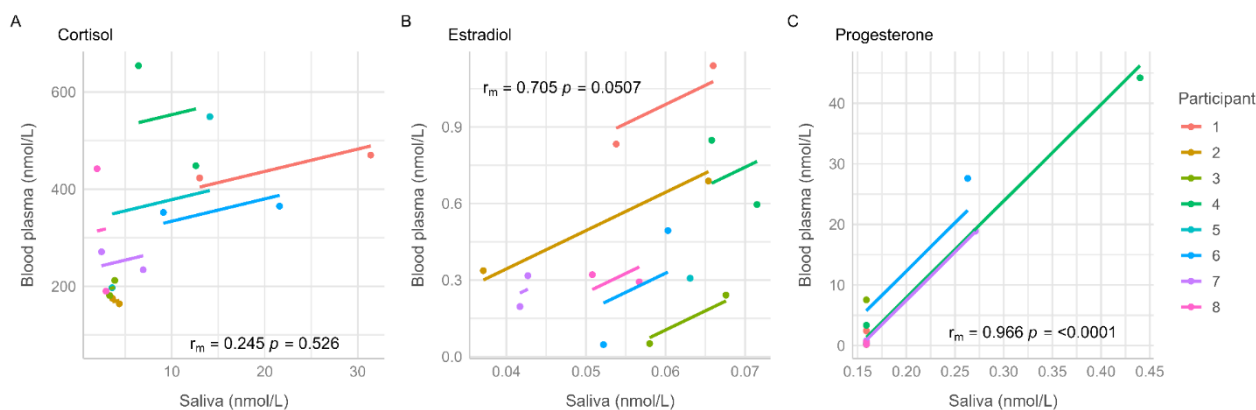 A
Cortisol
Blood plasma (nmol/L)
600
400
200
10
20
30
Saliva (nmol/L)
rm = 0.245 p = 0.526
B
Estradiol
Blood plasma (nmol/L)
0.9
0.6
0.3
0.0
0.04
0.05
0.06
0.07
Saliva (nmol/L)
rm = 0.705 p = 0.0507
C
Progesterone
Blood plasma (nmol/L)
40
30
20
10
0
0.15
0.20
0.25
0.30
0.35
0.40
0.45
Saliva (nmol/L)
rm = 0.966 p = <0.0001
Participant
1
2
3
4
5
6
7
8